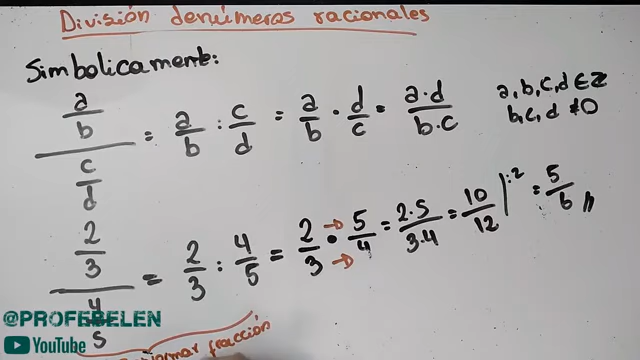 División de números racionales
Simbolicamente:
a/b / c/d = a/b : c/d = a/b · d/c = a·d/b·c
a, b, c, d ∈ Z
b, c, d ≠ 0
2/3 / 4/5 = 2/3 : 4/5 = 2/3 · 5/4 = 2·5/3·4 = 10/12 |:2 = 5/6 //
@PROFEBELEN
YouTube
fracción